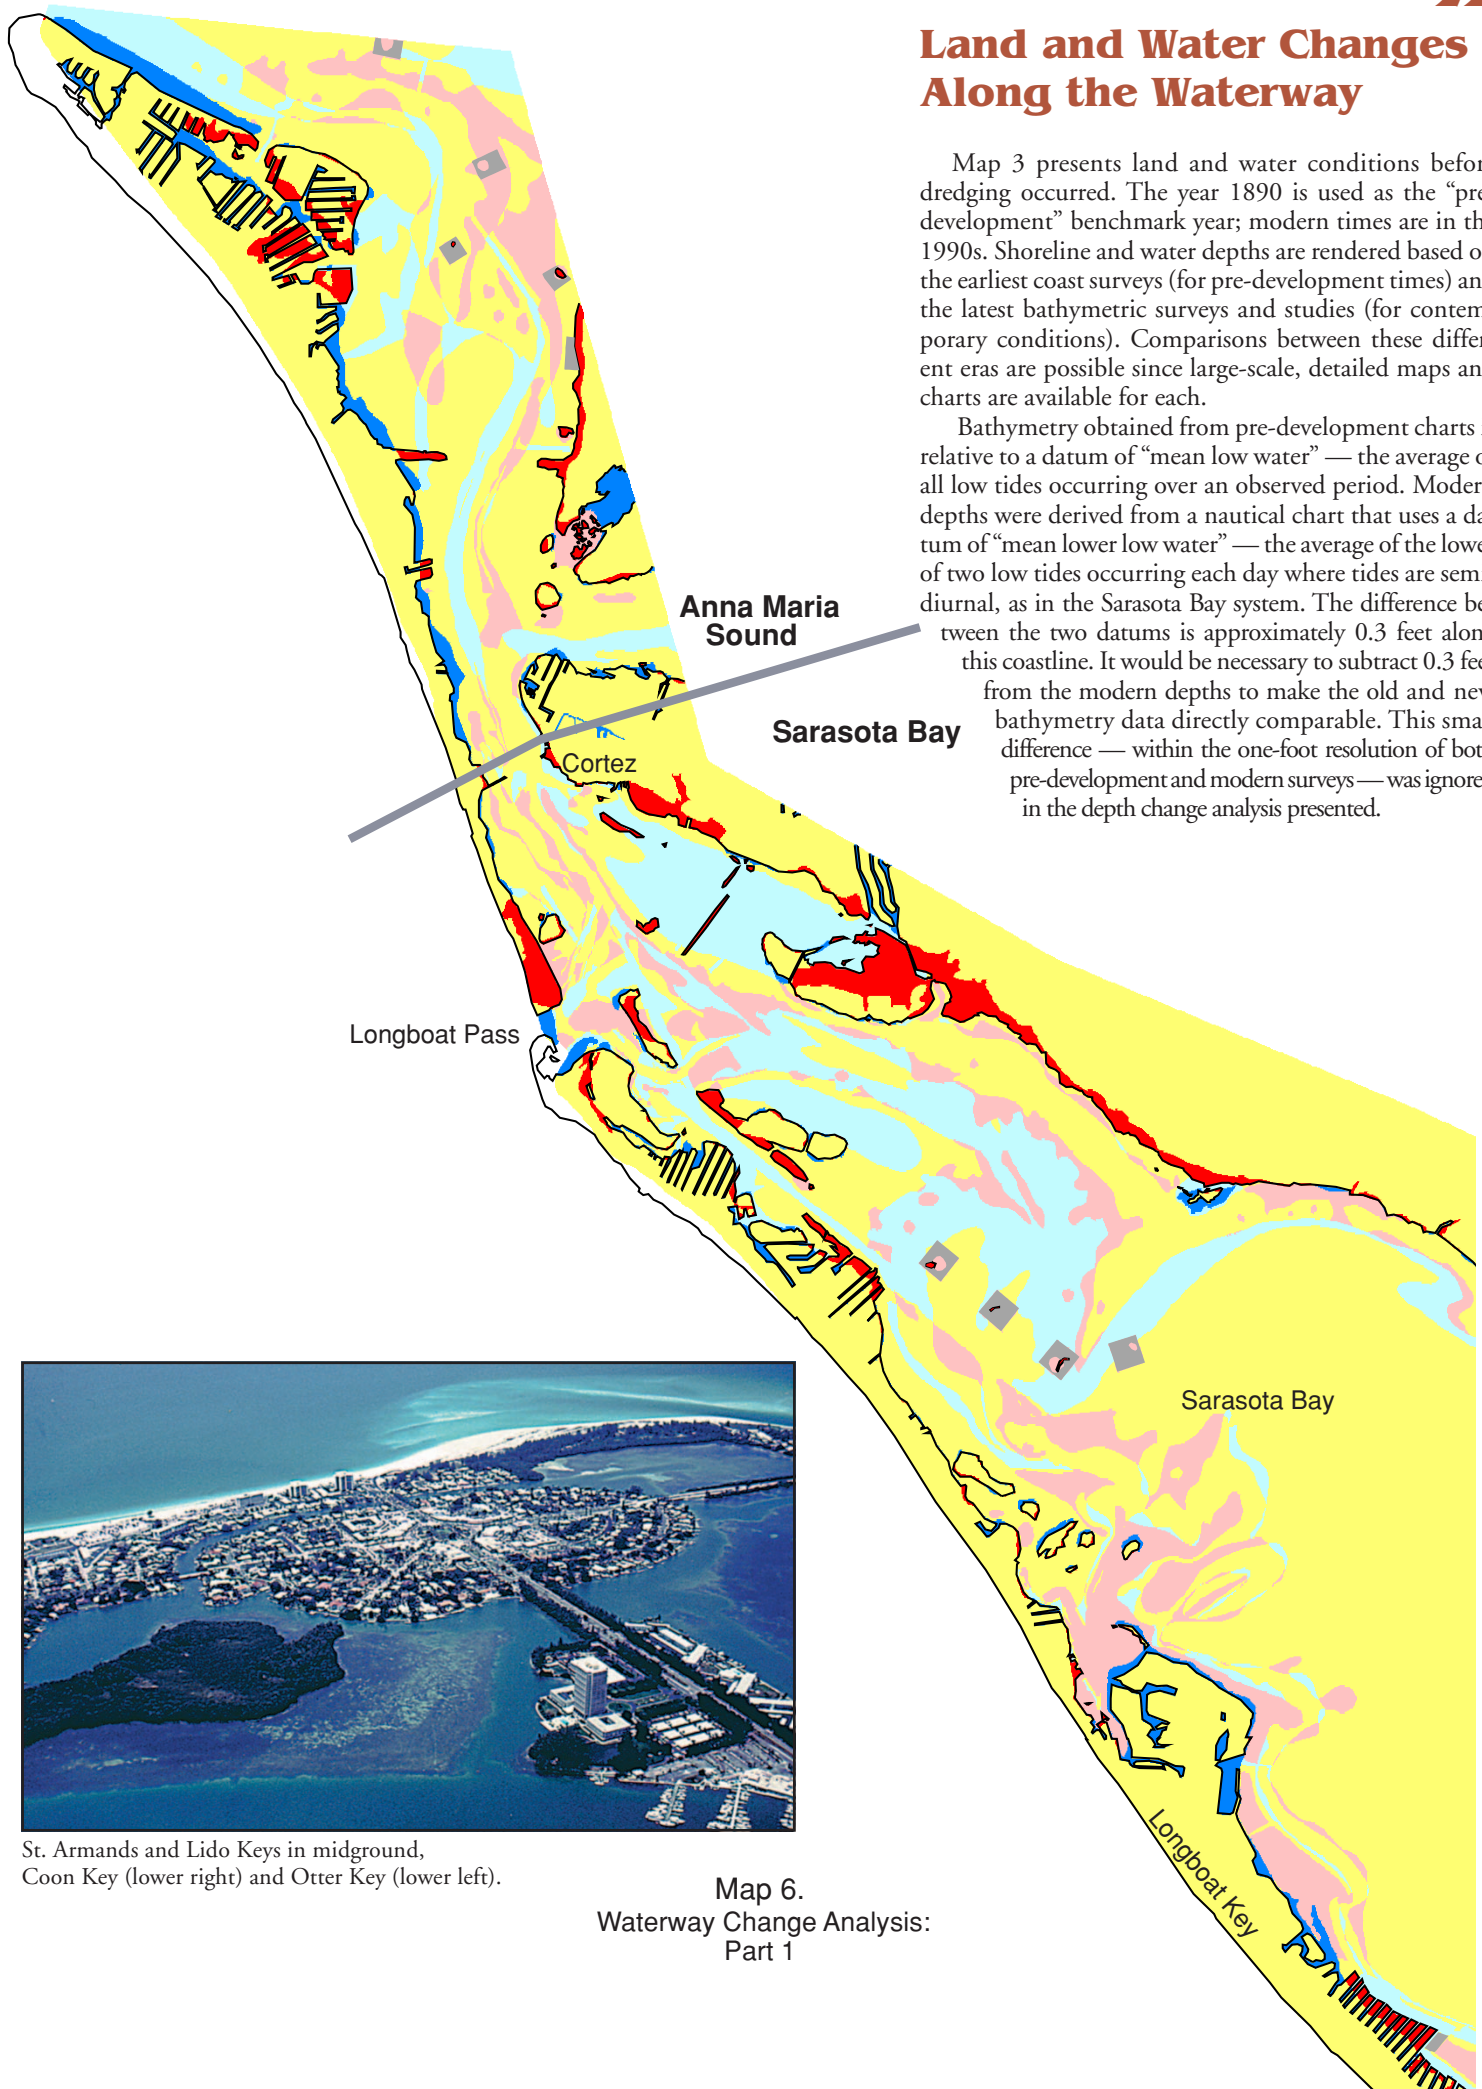 Land and Water Changes
Along the Waterway
Map 3 presents land and water conditions befor
dredging occurred. The year 1890 is used as the “pre
development” benchmark year; modern times are in th
1990s. Shoreline and water depths are rendered based o
the earliest coast surveys (for pre-development times) an
the latest bathymetric surveys and studies (for contem
porary conditions). Comparisons between these differ
ent eras are possible since large-scale, detailed maps an
charts are available for each.
Bathymetry obtained from pre-development charts
relative to a datum of “mean low water” — the average o
all low tides occurring over an observed period. Moder
depths were derived from a nautical chart that uses a da
tum of “mean lower low water” — the average of the lowe
of two low tides occurring each day where tides are sem
diurnal, as in the Sarasota Bay system. The difference be
tween the two datums is approximately 0.3 feet alon
this coastline. It would be necessary to subtract 0.3 fee
from the modern depths to make the old and new
bathymetry data directly comparable. This sma
difference — within the one-foot resolution of bot
pre-development and modern surveys — was ignore
in the depth change analysis presented.
Anna Maria
Sound
Sarasota Bay
Cortez
Longboat Pass
Sarasota Bay
Longboat Key
St. Armands and Lido Keys in midground,
Coon Key (lower right) and Otter Key (lower left).
Map 6.
Waterway Change Analysis:
Part 1